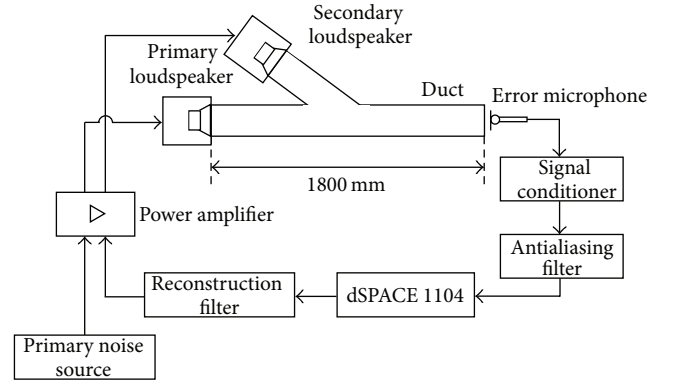 Secondary
loudspeaker
Primary
loudspeaker
Duct
Error microphone
1800 mm
Signal
conditioner
Power amplifier
Antialiasing
filter
Reconstruction
filter
dSPACE 1104
Primary noise
source